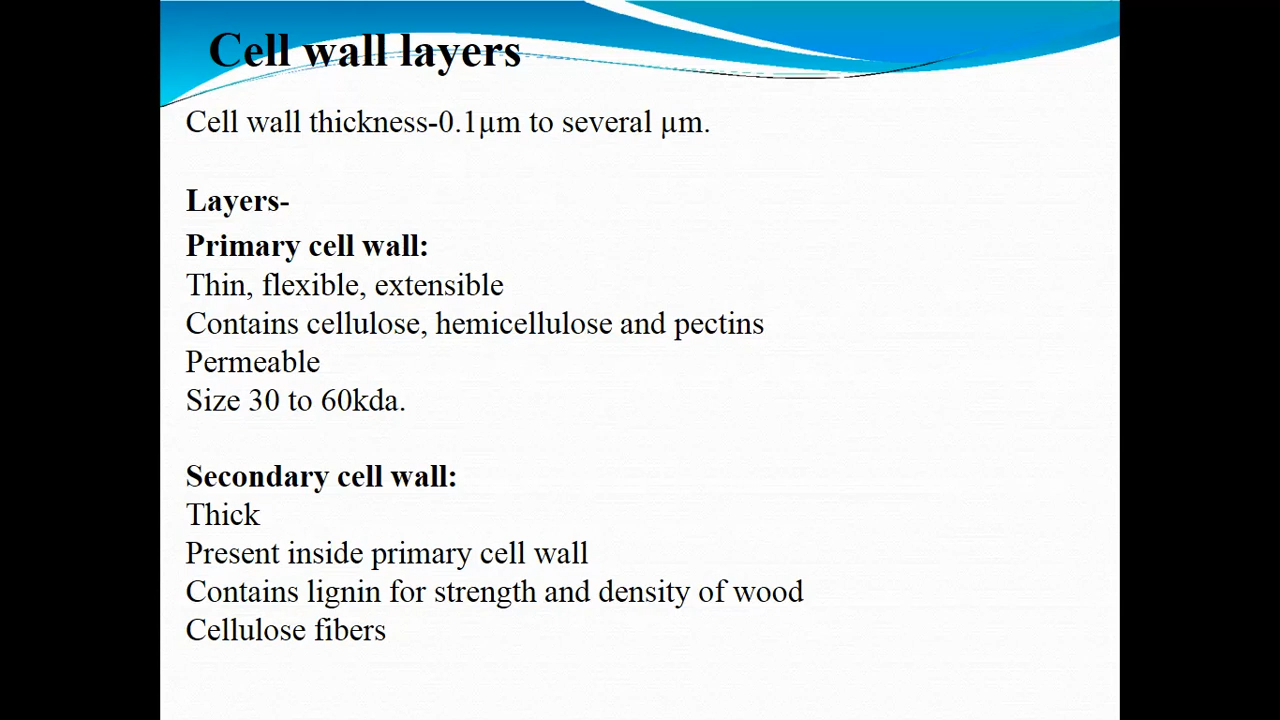 Cell wall layers
Cell wall thickness-0.1µm to several µm.
Layers-
Primary cell wall:
Thin, flexible, extensible
Contains cellulose, hemicellulose and pectins
Permeable
Size 30 to 60kda.
Secondary cell wall:
Thick
Present inside primary cell wall
Contains lignin for strength and density of wood
Cellulose fibers